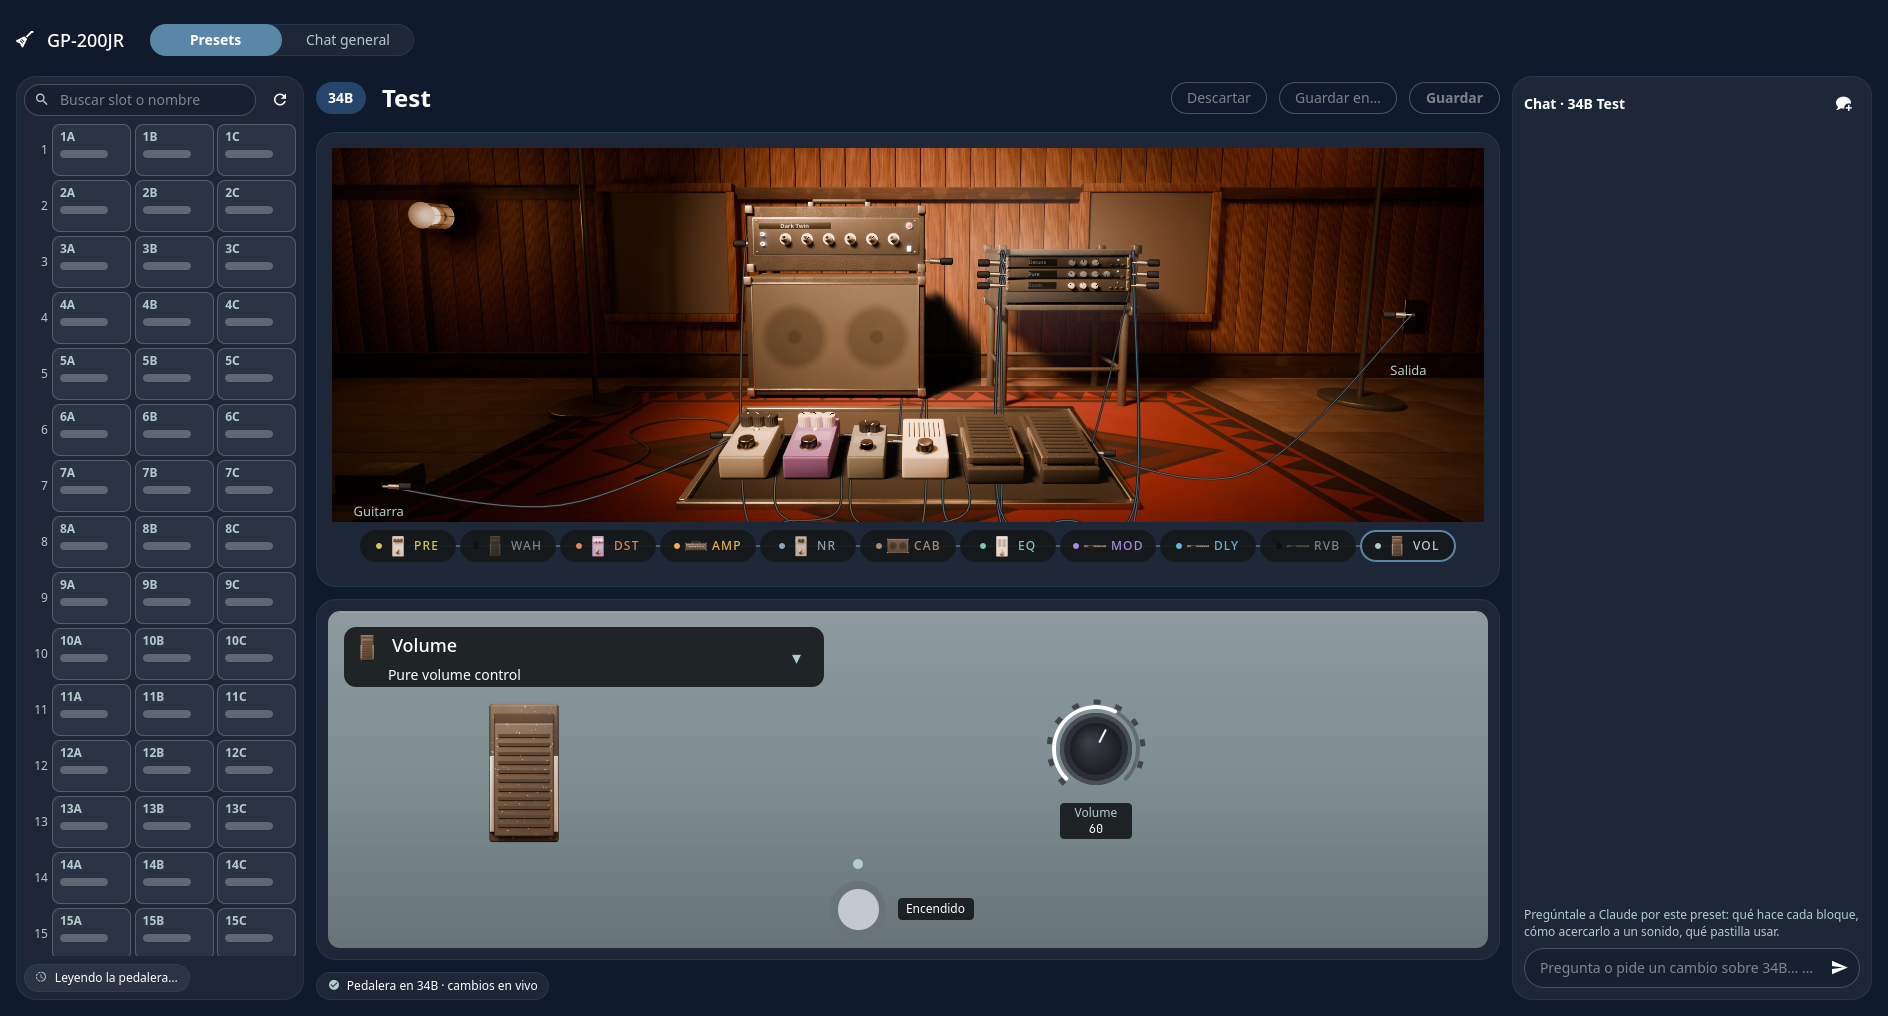 GP-200JR
Presets
Chat general
Buscar slot o nombre
1
1A
1B
1C
2
2A
2B
2C
3
3A
3B
3C
4
4A
4B
4C
5
5A
5B
5C
6
6A
6B
6C
7
7A
7B
7C
8
8A
8B
8C
9
9A
9B
9C
10
10A
10B
10C
11
11A
11B
11C
12
12A
12B
12C
13
13A
13B
13C
14
14A
14B
14C
15
15A
15B
15C
Leyendo la pedalera...
34B
Test
Descartar
Guardar en...
Guardar
Dark Twin
Detune
Pure
Room
Salida
Guitarra
PRE
WAH
DST
AMP
NR
CAB
EQ
MOD
DLY
RVB
VOL
Volume
Pure volume control
Volume
60
Encendido
Pedalera en 34B · cambios en vivo
Chat · 34B Test
Pregúntale a Claude por este preset: qué hace cada bloque,
cómo acercarlo a un sonido, qué pastilla usar.
Pregunta o pide un cambio sobre 34B... ...